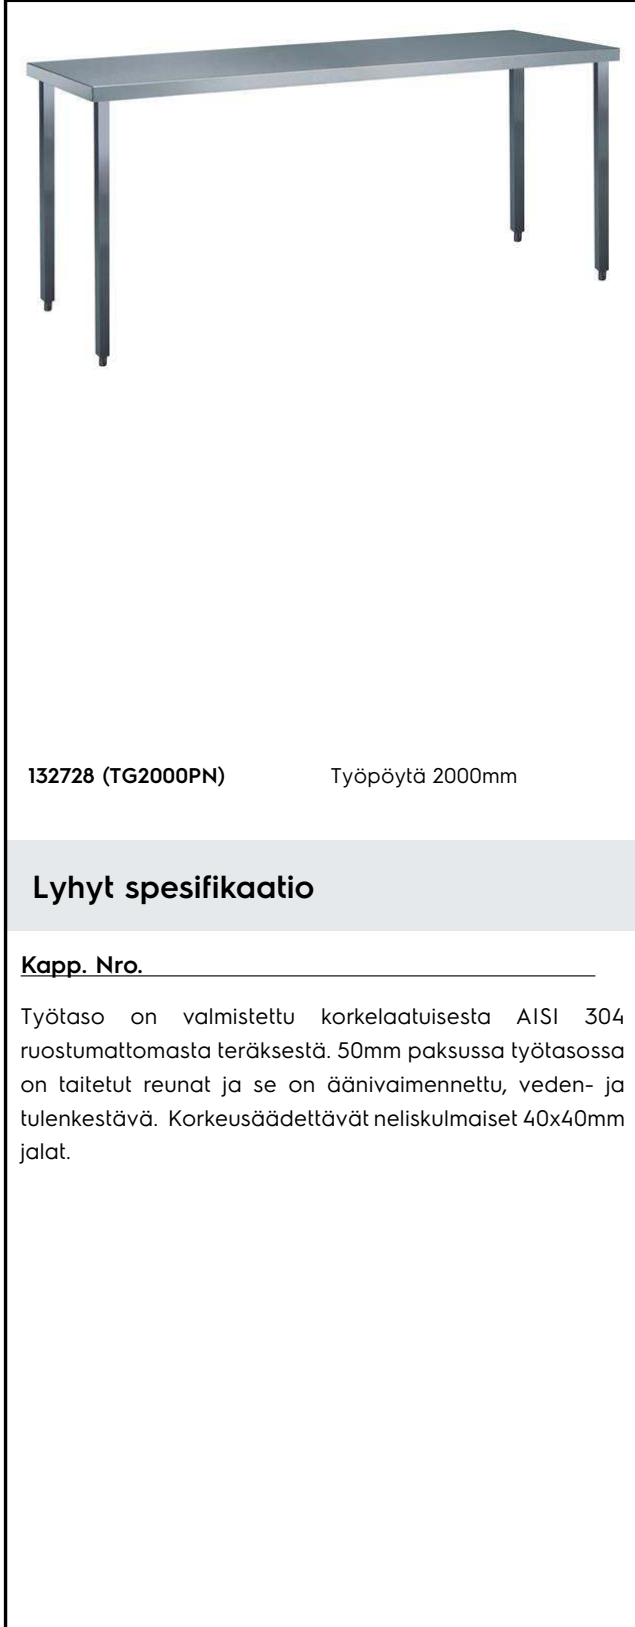 132728 (TG2000PN) Työpöytä 2000mm
Lyhyt spesifikaatio
Kapp. Nro.
Työtaso on valmistettu korkelaatuisesta AISI 304
ruostumattomasta teräksestä. 50mm paksussa työtasossa
on taitetut reunat ja se on äänivaimennettu, veden- ja
tulenkestävä. Korkeusäädettävät neliskulmaiset 40x40mm
jalat.